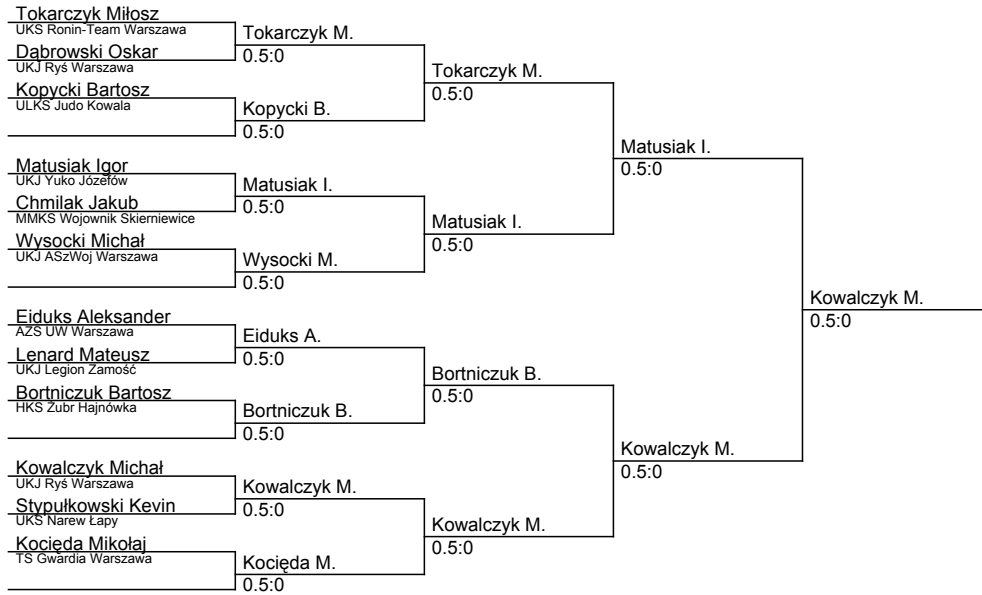 Tokarczyk Miłosz
UKS Ronin-Team Warszawa
Tokarczyk M.
0.5:0
Dąbrowski Oskar
UKJ Ryś Warszawa
Tokarczyk M.
0.5:0
Kopycki Bartosz
ULKS Judo Kowala
Kopycki B.
0.5:0
Matusiak I.
0.5:0
Matusiak Igor
UKJ Yuko Józefów
Matusiak I.
0.5:0
Chmilak Jakub
MMKS Wojownik Skierniewice
Matusiak I.
0.5:0
Wysocki Michał
UKJ ASzWoj Warszawa
Wysocki M.
0.5:0
Kowalczyk M.
0.5:0
Eiduks Aleksander
AZS UW Warszawa
Eiduks A.
0.5:0
Lenard Mateusz
UKJ Legion Zamość
Bortniczuk B.
0.5:0
Bortniczuk Bartosz
HKS Żubr Hajnówka
Bortniczuk B.
0.5:0
Kowalczyk M.
0.5:0
Kowalczyk Michał
UKJ Ryś Warszawa
Kowalczyk M.
0.5:0
Stypułkowski Kevin
UKS Narew Łapy
Kowalczyk M.
0.5:0
Kocięda Mikołaj
TS Gwardia Warszawa
Kocięda M.
0.5:0